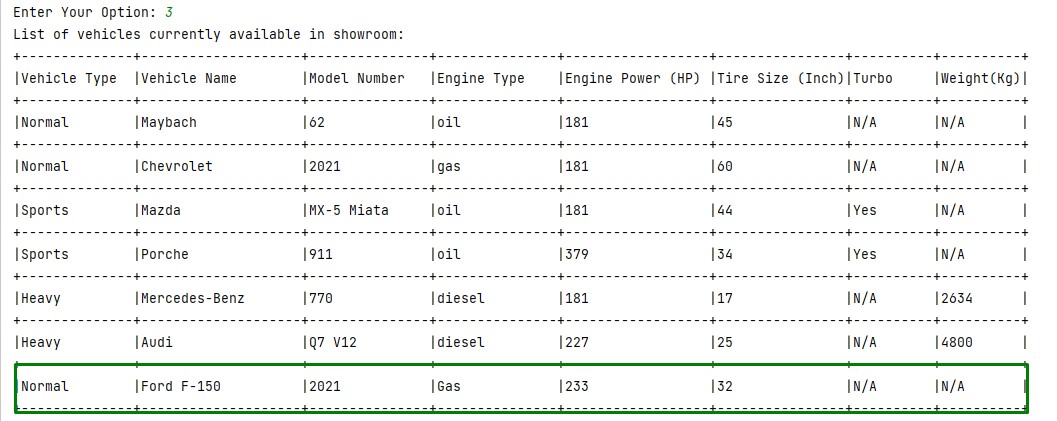 Enter Your Option: 3
List of vehicles currently available in showroom:
+--------------+--------------------+---------------+---------------+------------------+----------------+----------+----------+
|Vehicle Type |Vehicle Name |Model Number |Engine Type |Engine Power (HP) |Tire Size (Inch)|Turbo |Weight(Kg)|
+--------------+--------------------+---------------+---------------+------------------+----------------+----------+----------+
|Normal |Maybach |62 |oil |181 |45 |N/A |N/A |
+--------------+--------------------+---------------+---------------+------------------+----------------+----------+----------+
|Normal |Chevrolet |2021 |gas |181 |60 |N/A |N/A |
+--------------+--------------------+---------------+---------------+------------------+----------------+----------+----------+
|Sports |Mazda |MX-5 Miata |oil |181 |44 |Yes |N/A |
+--------------+--------------------+---------------+---------------+------------------+----------------+----------+----------+
|Sports |Porche |911 |oil |379 |34 |Yes |N/A |
+--------------+--------------------+---------------+---------------+------------------+----------------+----------+----------+
|Heavy |Mercedes-Benz |770 |diesel |181 |17 |N/A |2634 |
+--------------+--------------------+---------------+---------------+------------------+----------------+----------+----------+
|Heavy |Audi |Q7 V12 |diesel |227 |25 |N/A |4800 |
+--------------+--------------------+---------------+---------------+------------------+----------------+----------+----------+
|Normal |Ford F-150 |2021 |Gas |233 |32 |N/A |N/A |
+--------------+--------------------+---------------+---------------+------------------+----------------+----------+----------+